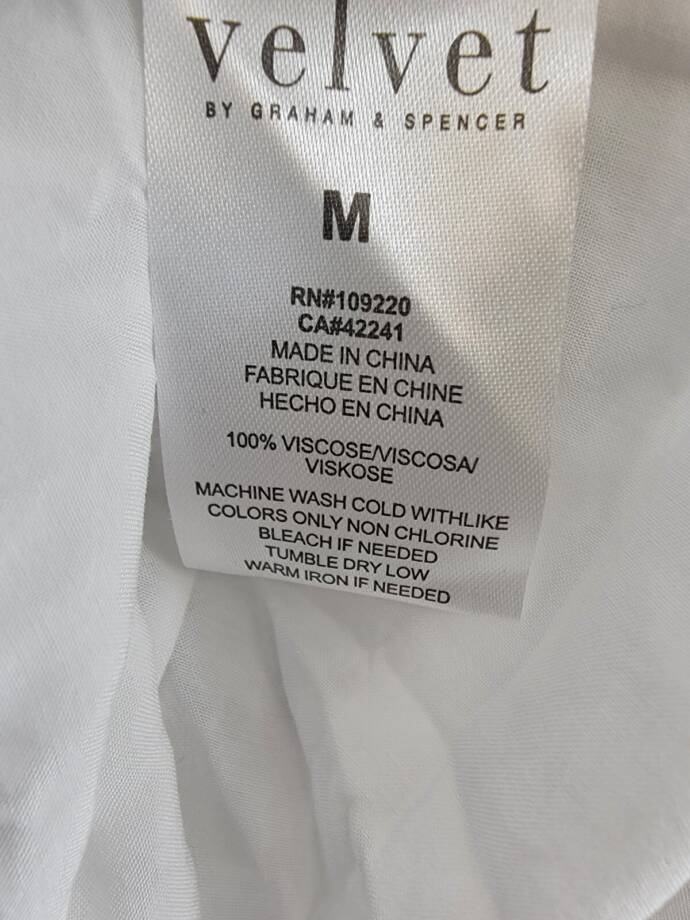 velvet
BY GRAHAM & SPENCER
M
RN#109220
CA#42241
MADE IN CHINA
FABRIQUE EN CHINE
HECHO EN CHINA
100% VISCOSE/VISCOSA/
VISKOSE
MACHINE WASH COLD WITHLIKE
COLORS ONLY NON CHLORINE
BLEACH IF NEEDED
TUMBLE DRY LOW
WARM IRON IF NEEDED